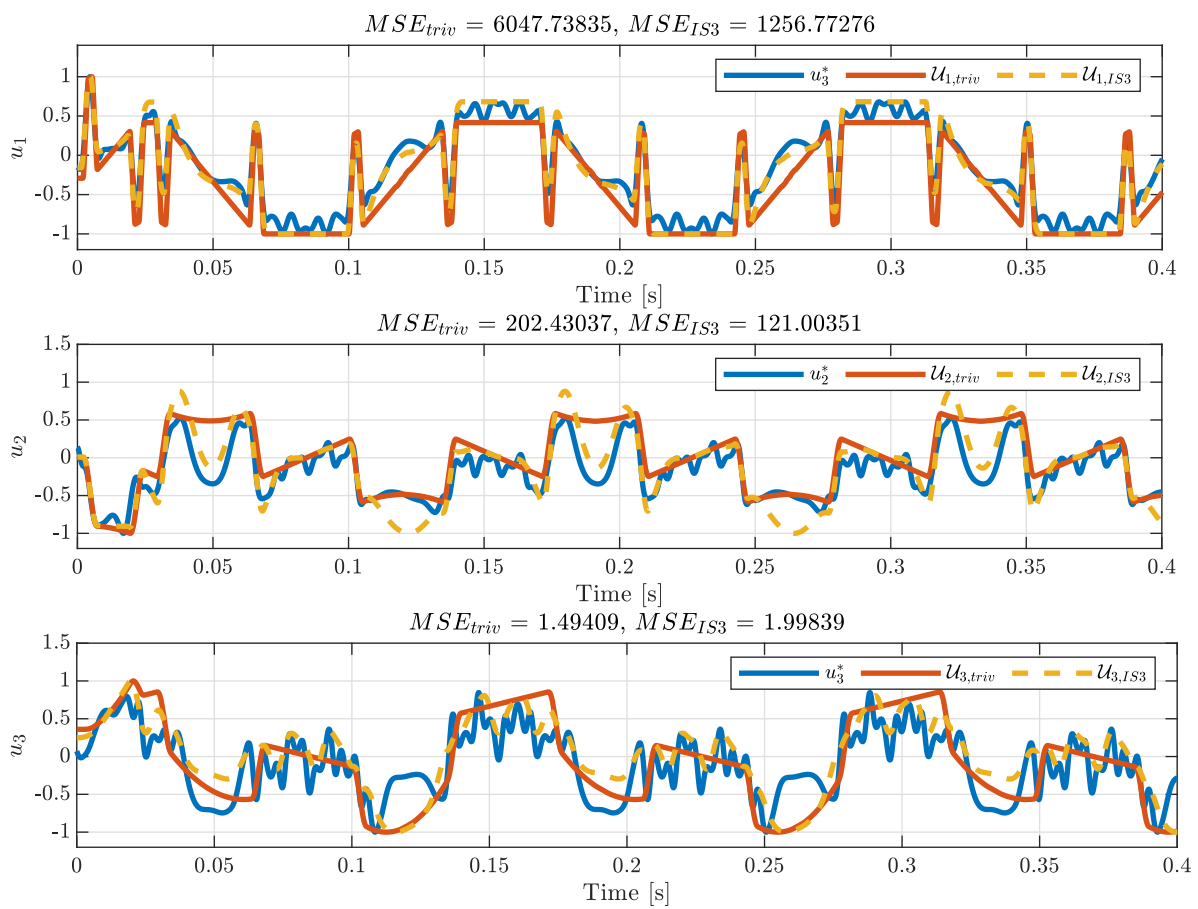 MSE_triv = 6047.73835, MSE_IS3 = 1256.77276
u_3^* U_1,triv U_1,IS3
1
0.5
0
-0.5
-1
u_1
0 0.05 0.1 0.15 0.2 0.25 0.3 0.35 0.4
Time [s]
MSE_triv = 202.43037, MSE_IS3 = 121.00351
1.5
u_2^* U_2,triv U_2,IS3
1
0.5
0
-0.5
-1
u_2
0 0.05 0.1 0.15 0.2 0.25 0.3 0.35 0.4
Time [s]
MSE_triv = 1.49409, MSE_IS3 = 1.99839
1.5
u_3^* U_3,triv U_3,IS3
1
0.5
0
-0.5
-1
u_3
0 0.05 0.1 0.15 0.2 0.25 0.3 0.35 0.4
Time [s]